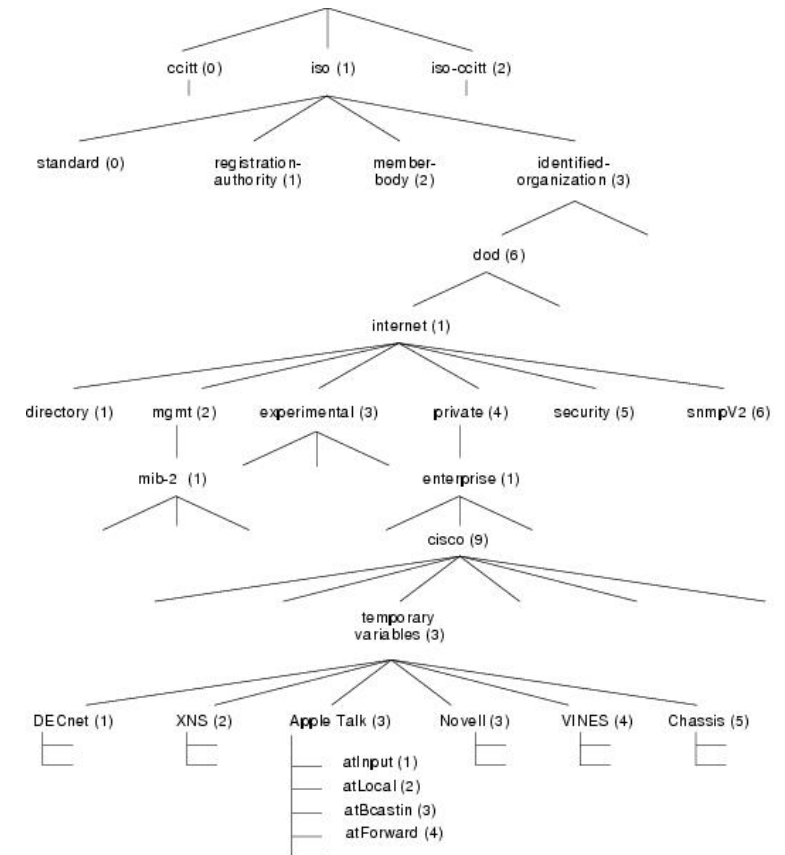 ccitt (0) iso (1) iso-ccitt (2)
standard (0) registration- member- identified-
authority (1) body (2) organization (3)
dod (6)
internet (1)
directory (1) mgmt (2) experimental (3) private (4) security (5) snmpV2 (6)
mib-2 (1) enterprise (1)
cisco (9)
temporary
variables (3)
DECnet (1) XNS (2) Apple Talk (3) Novell (3) VINES (4) Chassis (5)
atInput (1)
atLocal (2)
atBcastin (3)
atForward (4)